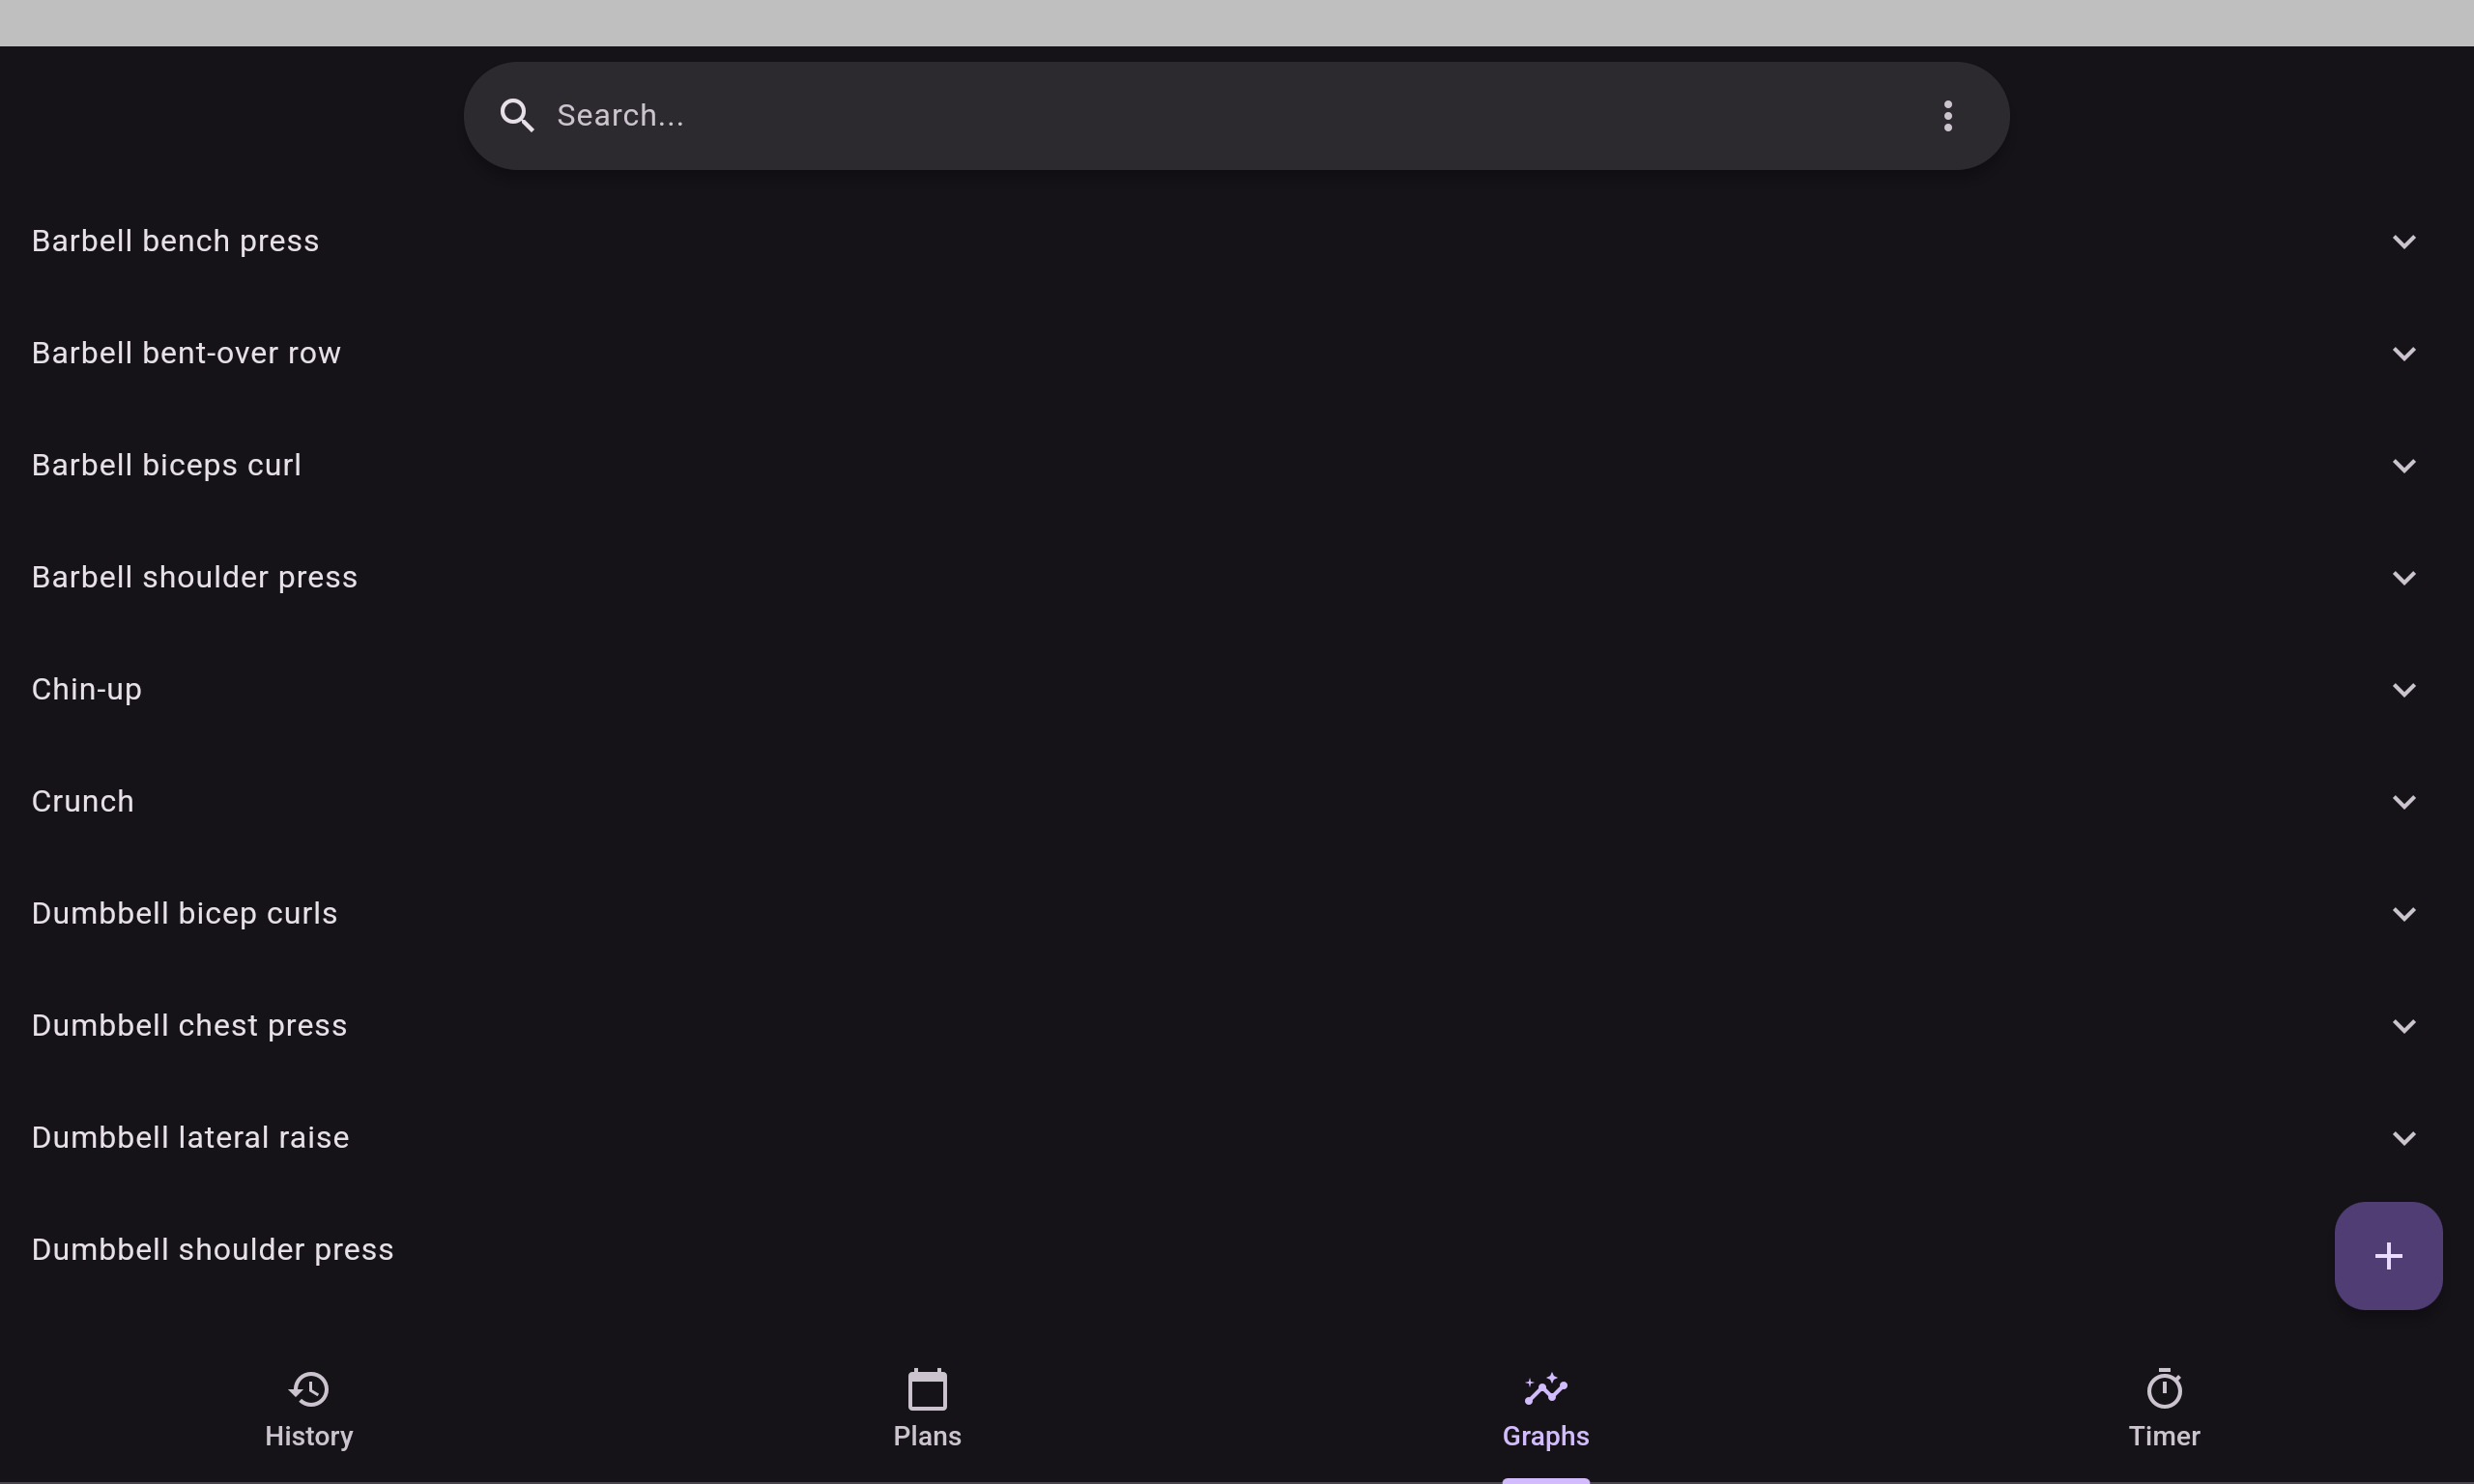 Search...
Barbell bench press
Barbell bent-over row
Barbell biceps curl
Barbell shoulder press
Chin-up
Crunch
Dumbbell bicep curls
Dumbbell chest press
Dumbbell lateral raise
Dumbbell shoulder press
History
Plans
Graphs
Timer